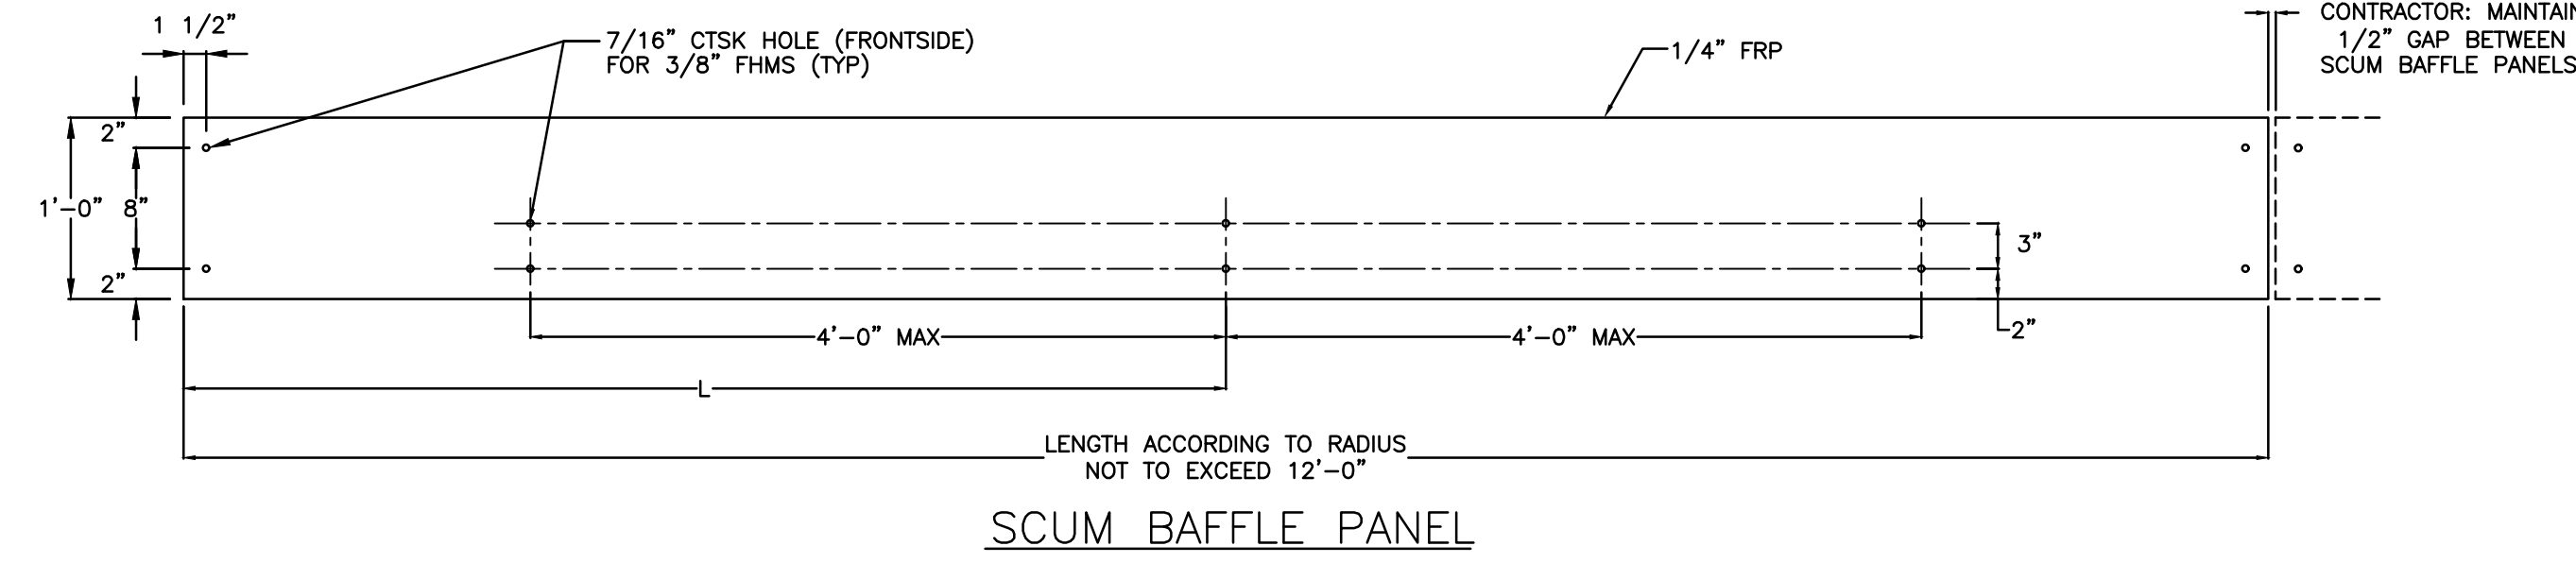 1 1/2"
7/16" CTSK HOLE (FRONTSIDE)
FOR 3/8" FHMS (TYP)
1/4" FRP
CONTRACTOR: MAINTAIN
1/2" GAP BETWEEN
SCUM BAFFLE PANELS
2"
1'-0"
8"
2"
3"
2"
4'-0" MAX
4'-0" MAX
L
LENGTH ACCORDING TO RADIUS
NOT TO EXCEED 12'-0"
SCUM BAFFLE PANEL